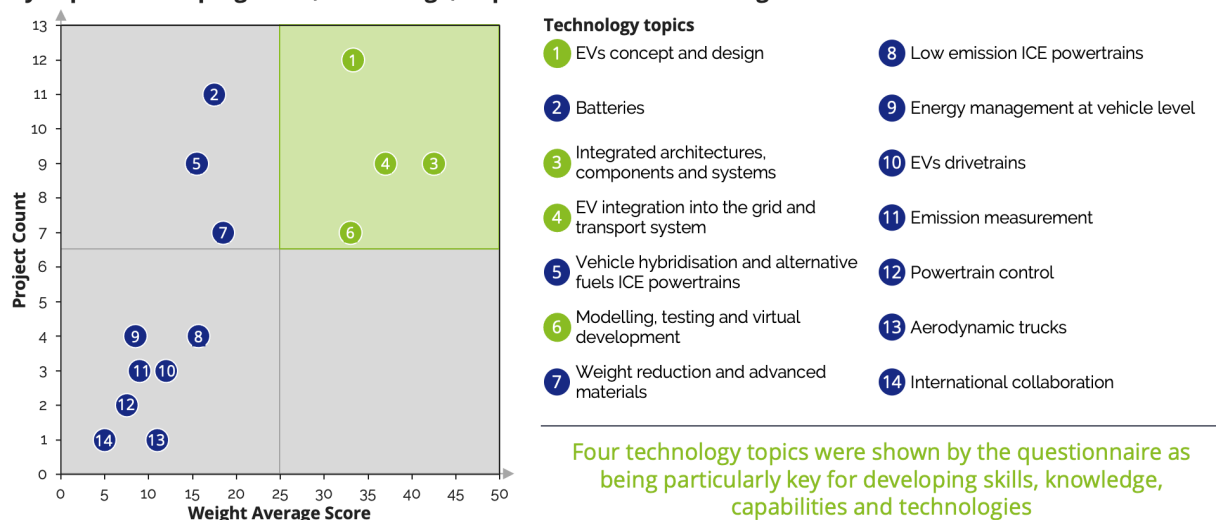 Technology topics
1 EVs concept and design
2 Batteries
3 Integrated architectures,
components and systems
4 EV integration into the grid and
transport system
5 Vehicle hybridisation and alternative
fuels ICE powertrains
6 Modelling, testing and virtual
development
7 Weight reduction and advanced
materials
8 Low emission ICE powertrains
9 Energy management at vehicle level
10 EVs drivetrains
11 Emission measurement
12 Powertrain control
13 Aerodynamic trucks
14 International collaboration
Four technology topics were shown by the questionnaire as
being particularly key for developing skills, knowledge,
capabilities and technologies
Project Count
13
12
11
10
9
8
7
6
5
4
3
2
1
0
1
2
5
4 3
7 6
9 8
11 10
12
14 13
0 5 10 15 20 25 30 35 40 45 50
Weight Average Score